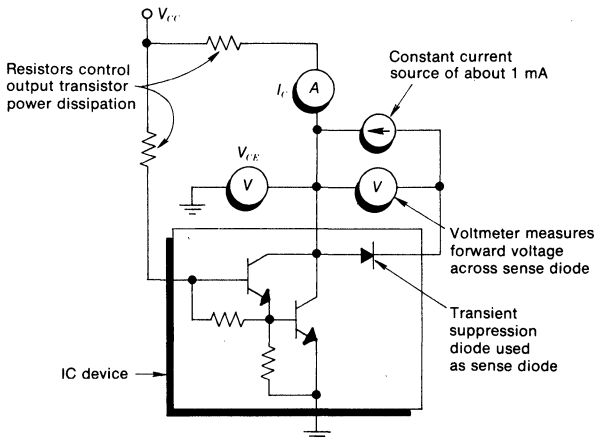 V_CC
Resistors control
output transistor
power dissipation
I_C
A
Constant current
source of about 1 mA
V_CE
V
V
Voltmeter measures
forward voltage
across sense diode
Transient
suppression
diode used
as sense diode
IC device